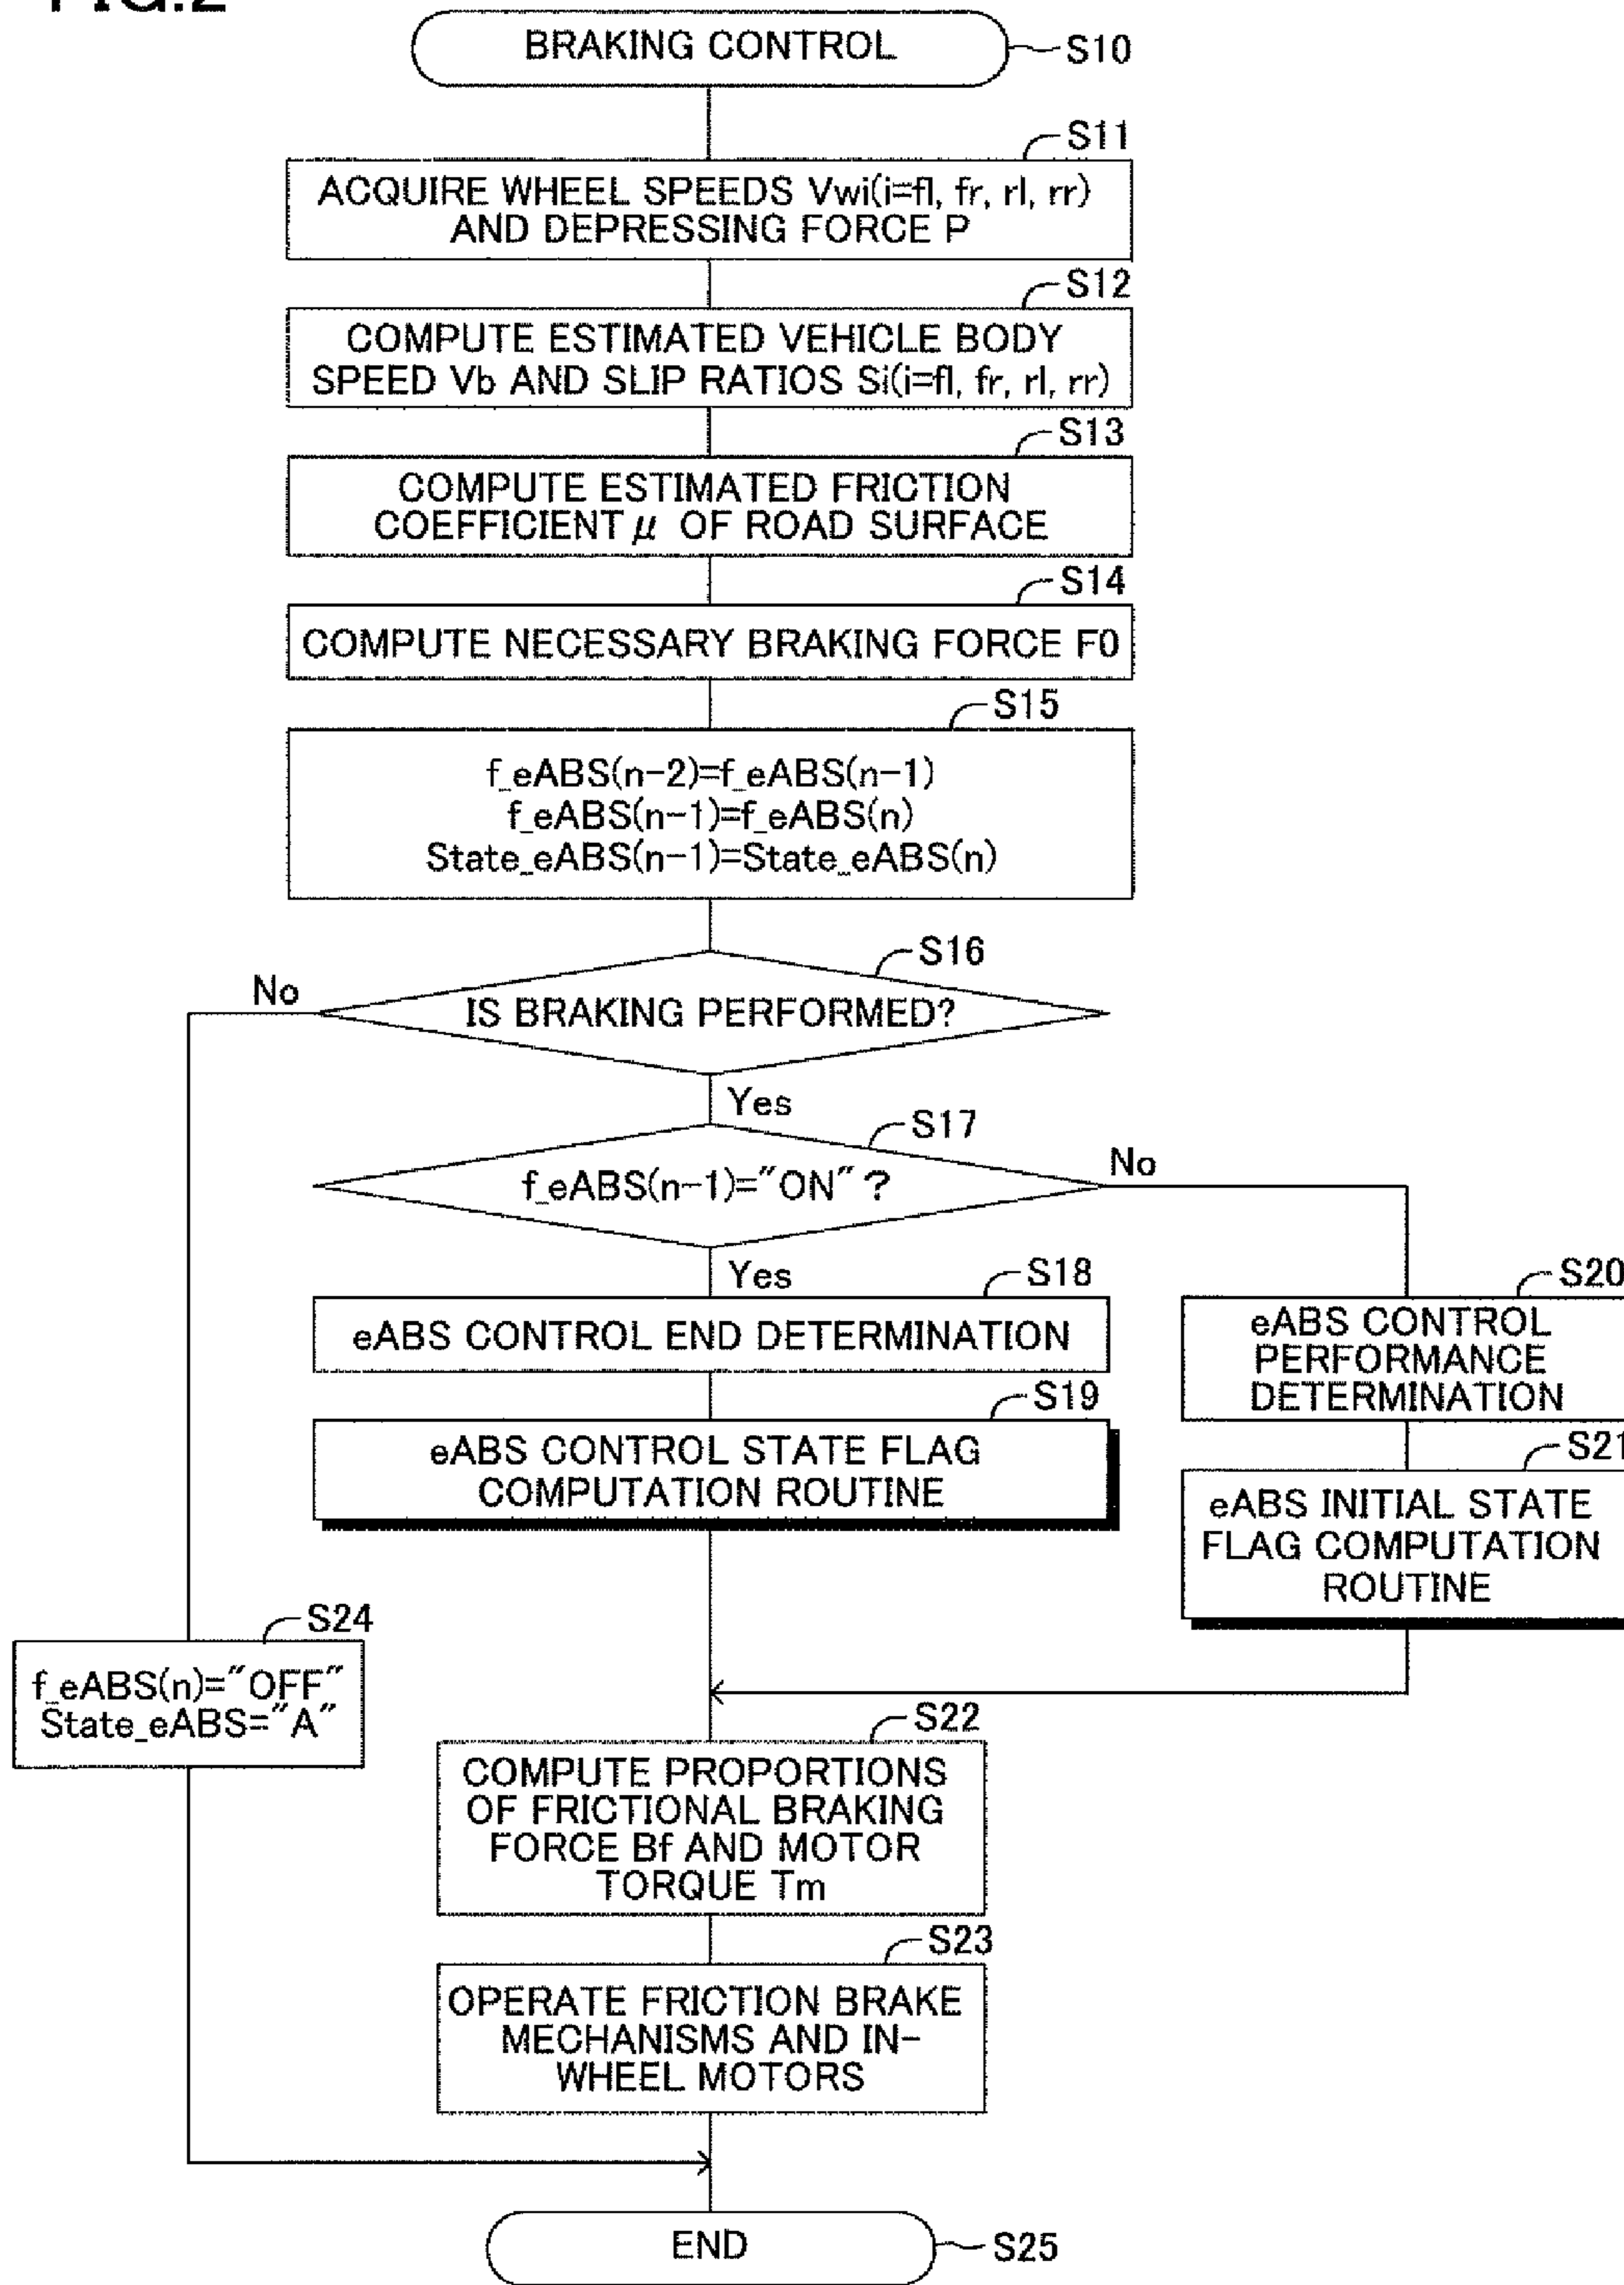 FIG.2
BRAKING CONTROL
S10
S11
ACQUIRE WHEEL SPEEDS Vwi(i=fl, fr, rl, rr)
AND DEPRESSING FORCE P
S12
COMPUTE ESTIMATED VEHICLE BODY
SPEED Vb AND SLIP RATIOS Si(i=fl, fr, rl, rr)
S13
COMPUTE ESTIMATED FRICTION
COEFFICIENT μ OF ROAD SURFACE
S14
COMPUTE NECESSARY BRAKING FORCE F0
S15
f_eABS(n-2)=f_eABS(n-1)
f_eABS(n-1)=f_eABS(n)
State_eABS(n-1)=State_eABS(n)
S16
No
IS BRAKING PERFORMED?
Yes
S17
No
f_eABS(n-1)="ON"?
Yes
S18
eABS CONTROL END DETERMINATION
S19
eABS CONTROL STATE FLAG
COMPUTATION ROUTINE
S20
eABS CONTROL
PERFORMANCE
DETERMINATION
S21
eABS INITIAL STATE
FLAG COMPUTATION
ROUTINE
S24
f_eABS(n)="OFF"
State_eABS="A"
S22
COMPUTE PROPORTIONS
OF FRICTIONAL BRAKING
FORCE Bf AND MOTOR
TORQUE Tm
S23
OPERATE FRICTION BRAKE
MECHANISMS AND IN-
WHEEL MOTORS
END
S25